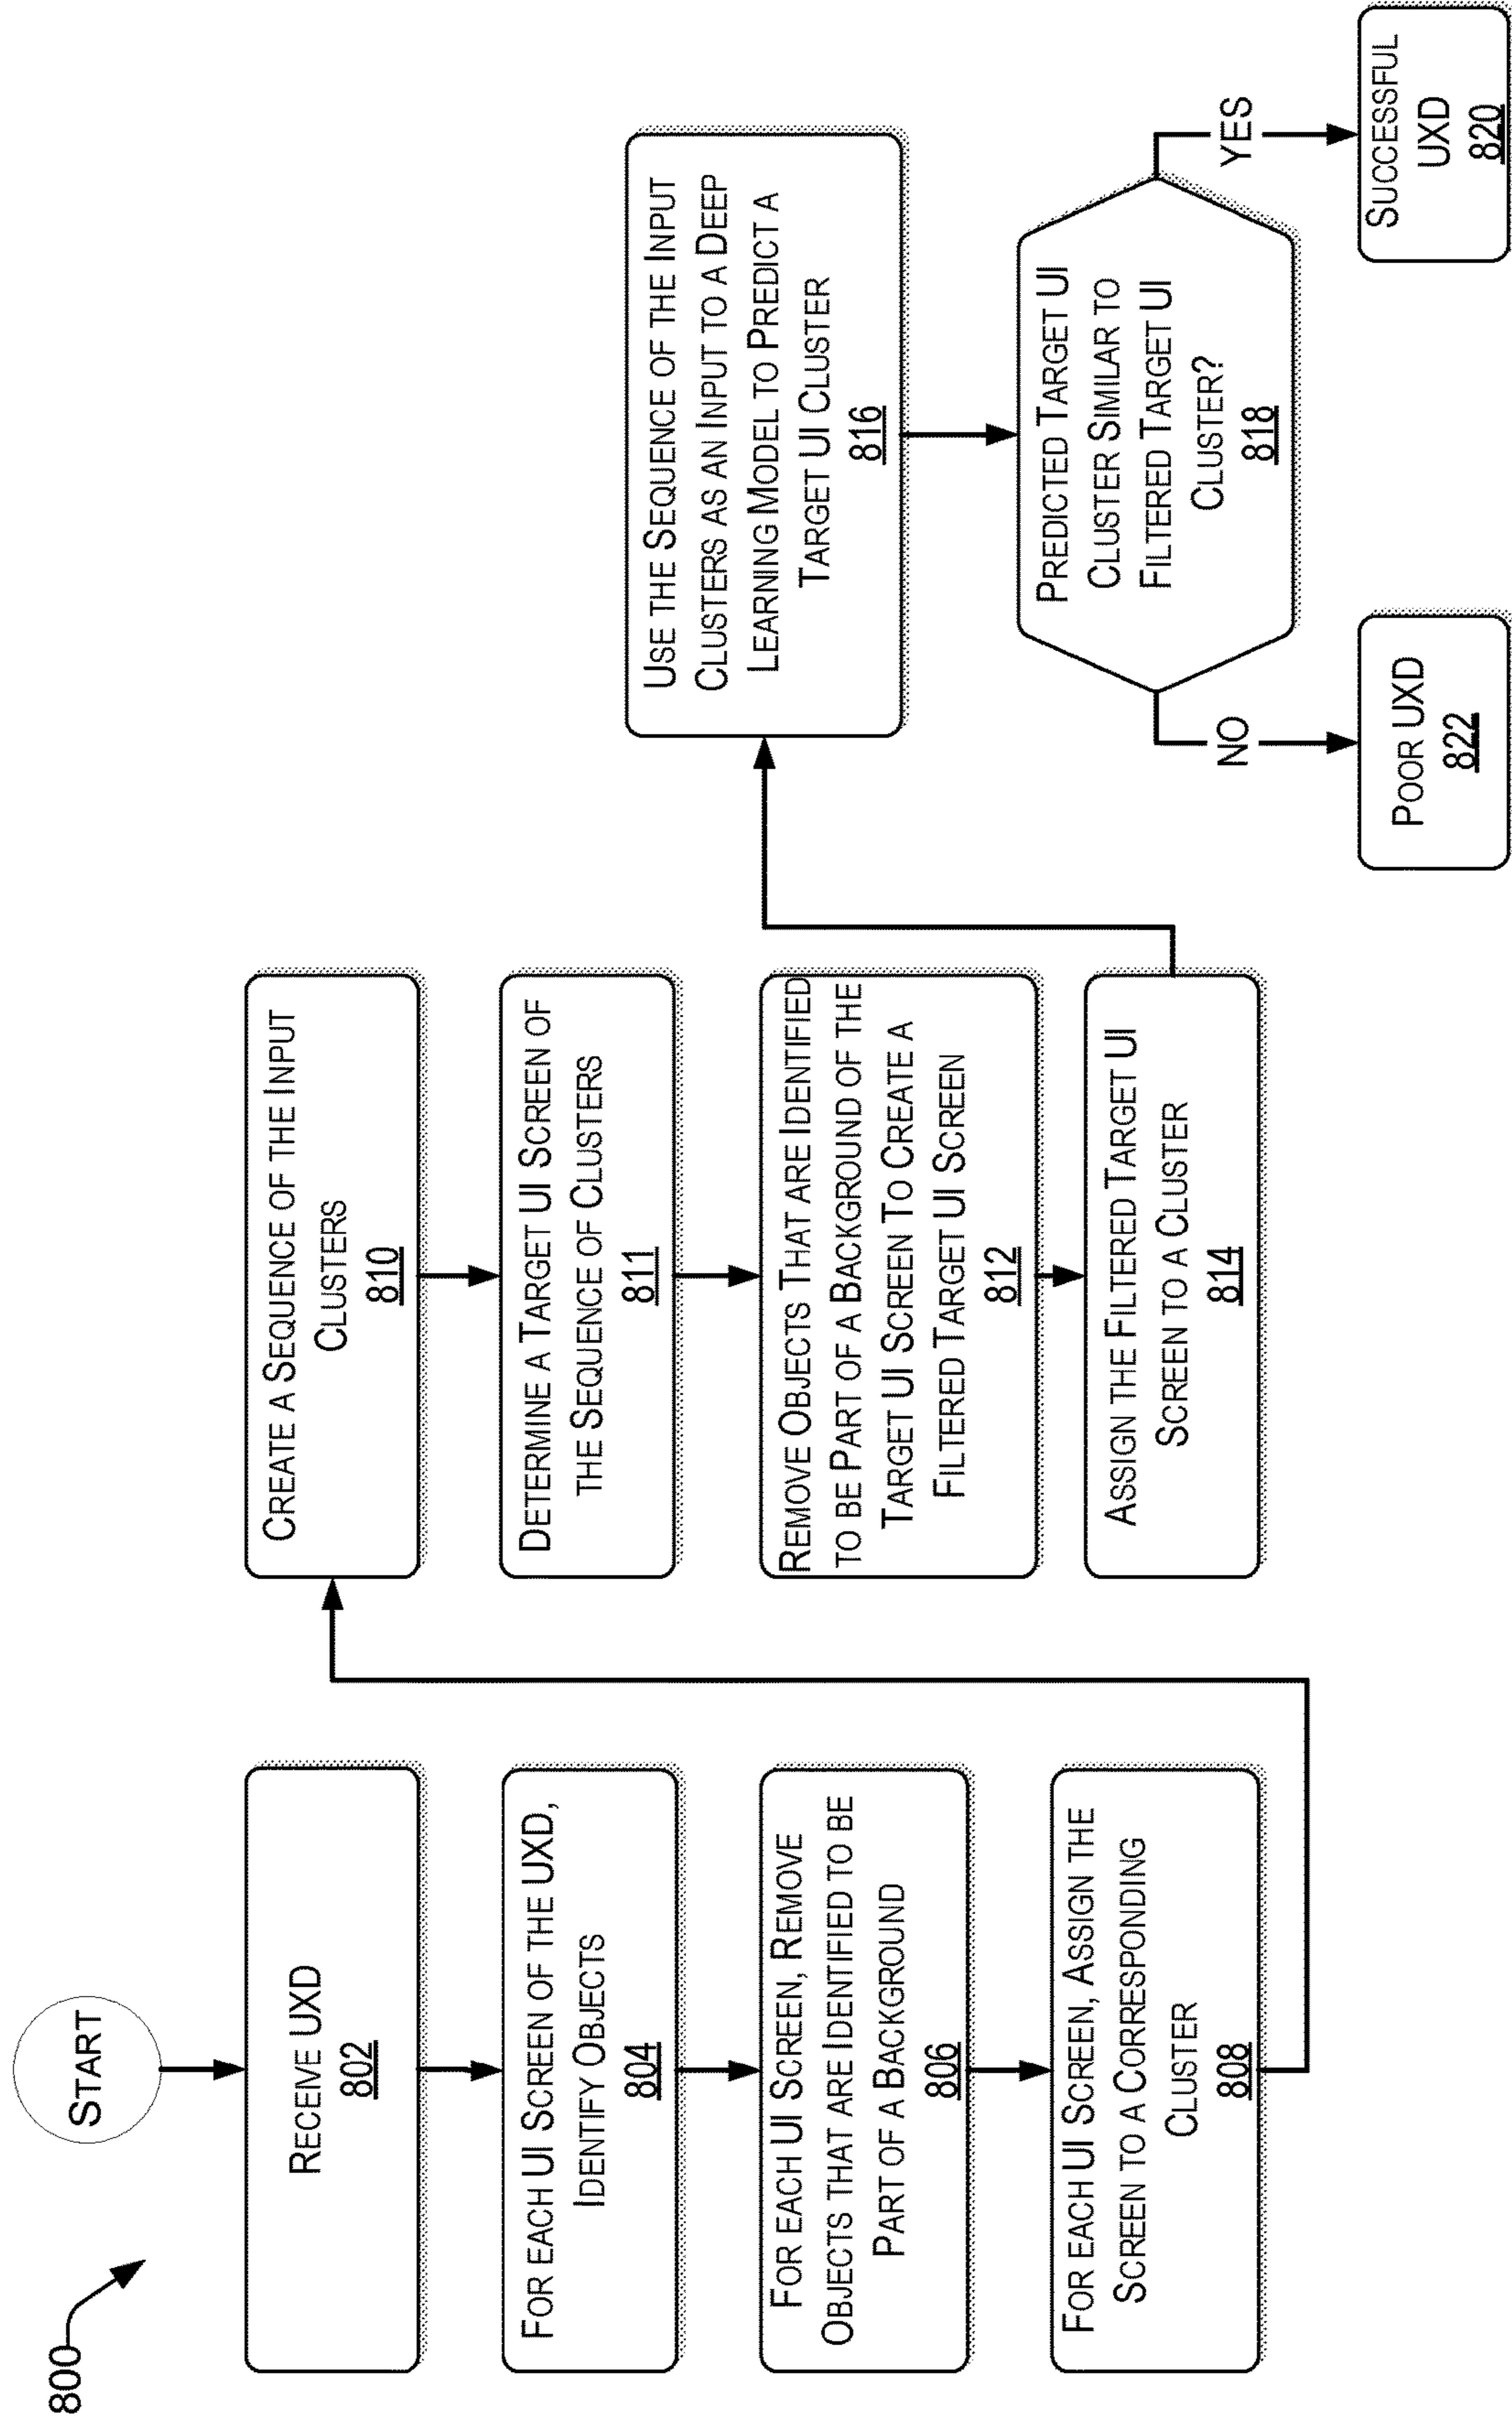 800
START
RECEIVE UXD
802
FOR EACH UI SCREEN OF THE UXD,
IDENTIFY OBJECTS
804
FOR EACH UI SCREEN, REMOVE
OBJECTS THAT ARE IDENTIFIED TO BE
PART OF A BACKGROUND
806
FOR EACH UI SCREEN, ASSIGN THE
SCREEN TO A CORRESPONDING
CLUSTER
808
CREATE A SEQUENCE OF THE INPUT
CLUSTERS
810
DETERMINE A TARGET UI SCREEN OF
THE SEQUENCE OF CLUSTERS
811
REMOVE OBJECTS THAT ARE IDENTIFIED
TO BE PART OF A BACKGROUND OF THE
TARGET UI SCREEN TO CREATE A
FILTERED TARGET UI SCREEN
812
ASSIGN THE FILTERED TARGET UI
SCREEN TO A CLUSTER
814
USE THE SEQUENCE OF THE INPUT
CLUSTERS AS AN INPUT TO A DEEP
LEARNING MODEL TO PREDICT A
TARGET UI CLUSTER
816
PREDICTED TARGET UI
CLUSTER SIMILAR TO
FILTERED TARGET UI
CLUSTER?
818
NO
YES
POOR UXD
822
SUCCESSFUL
UXD
820